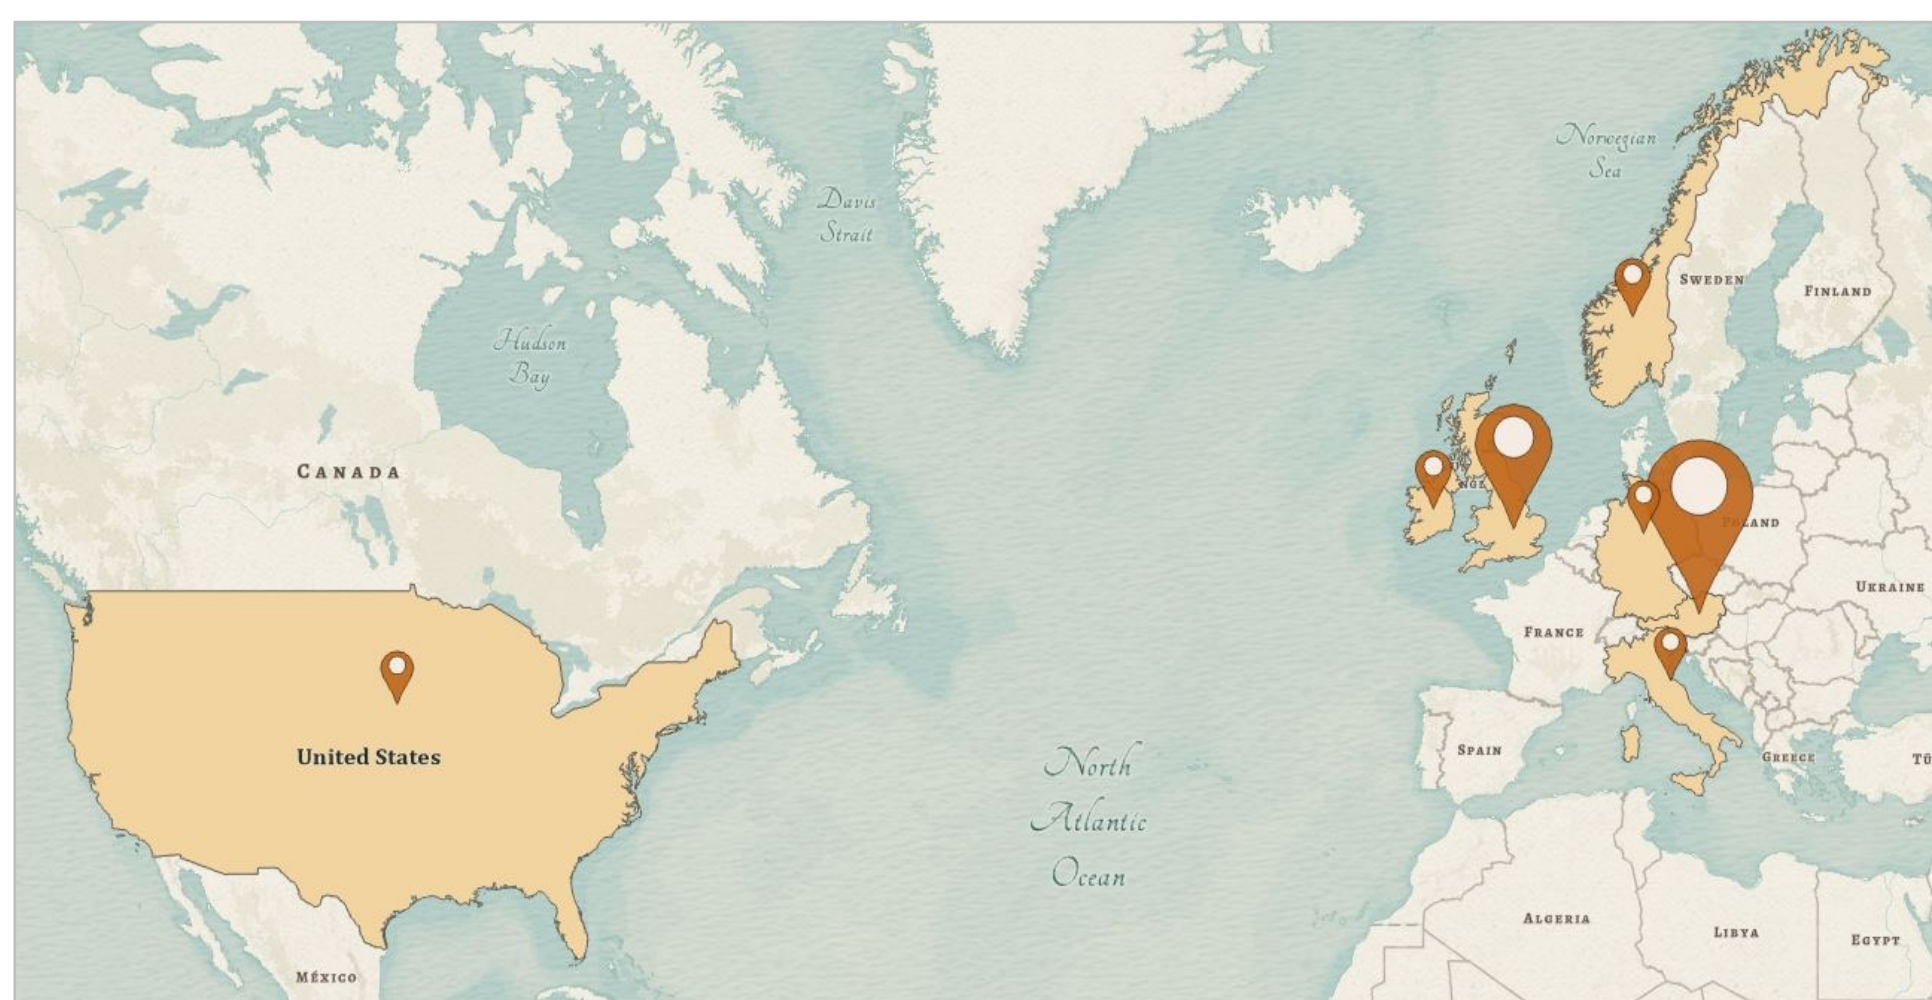 Norwegian
Sea
Davis
Strait
SWEDEN
FINLAND
Hudson
Bay
CANADA
UKRAINE
FRANCE
United States
North
Atlantic
Ocean
SPAIN
GREECE
ALGERIA
LIBYA
EGYPT
MÉXICO